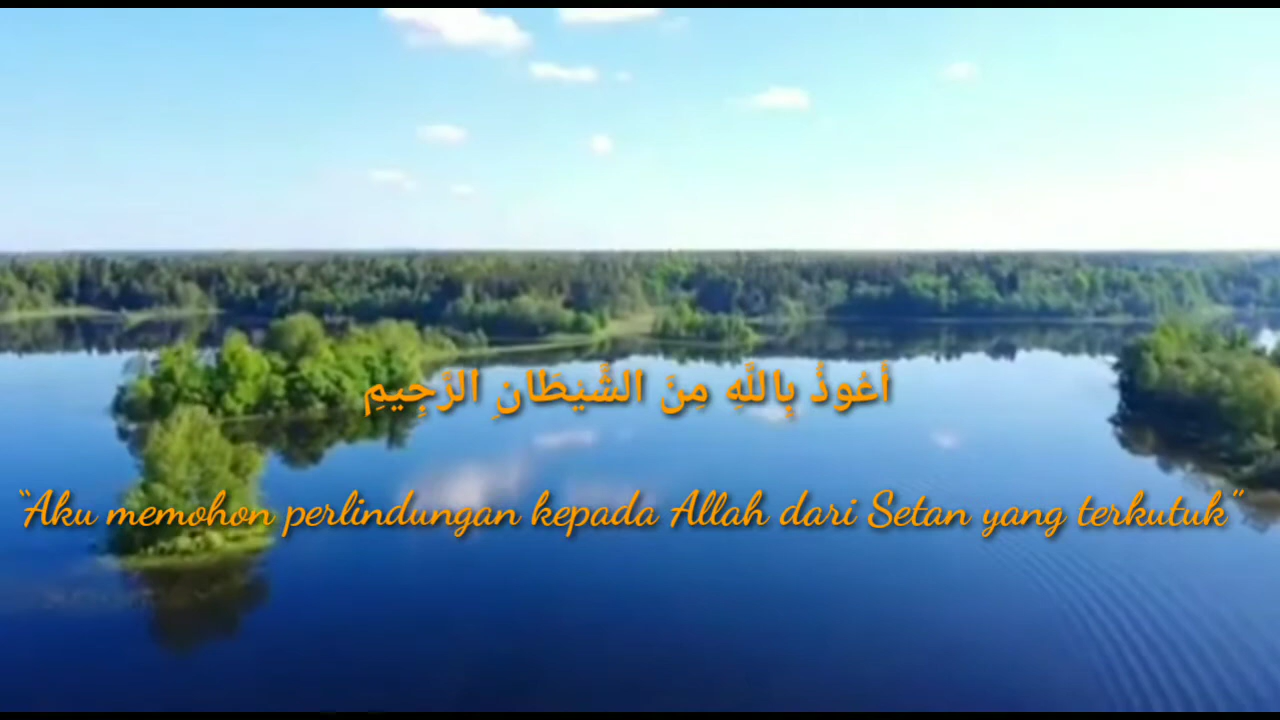 أَعُوذُ بِاللَّهِ مِنَ الشَّيْطَانِ الرَّجِيمِ
“Aku memohon perlindungan kepada Allah dari Setan yang terkutuk”